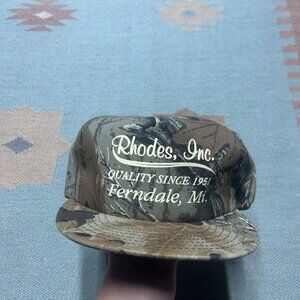 Rhodes, Inc.
QUALITY SINCE 1951
Ferndale, Mi.